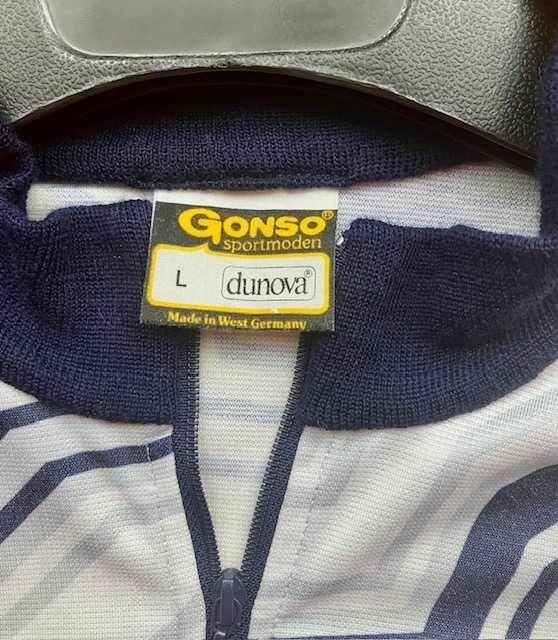 GONSO®
sportmoden
L dunova®
Made in West Germany